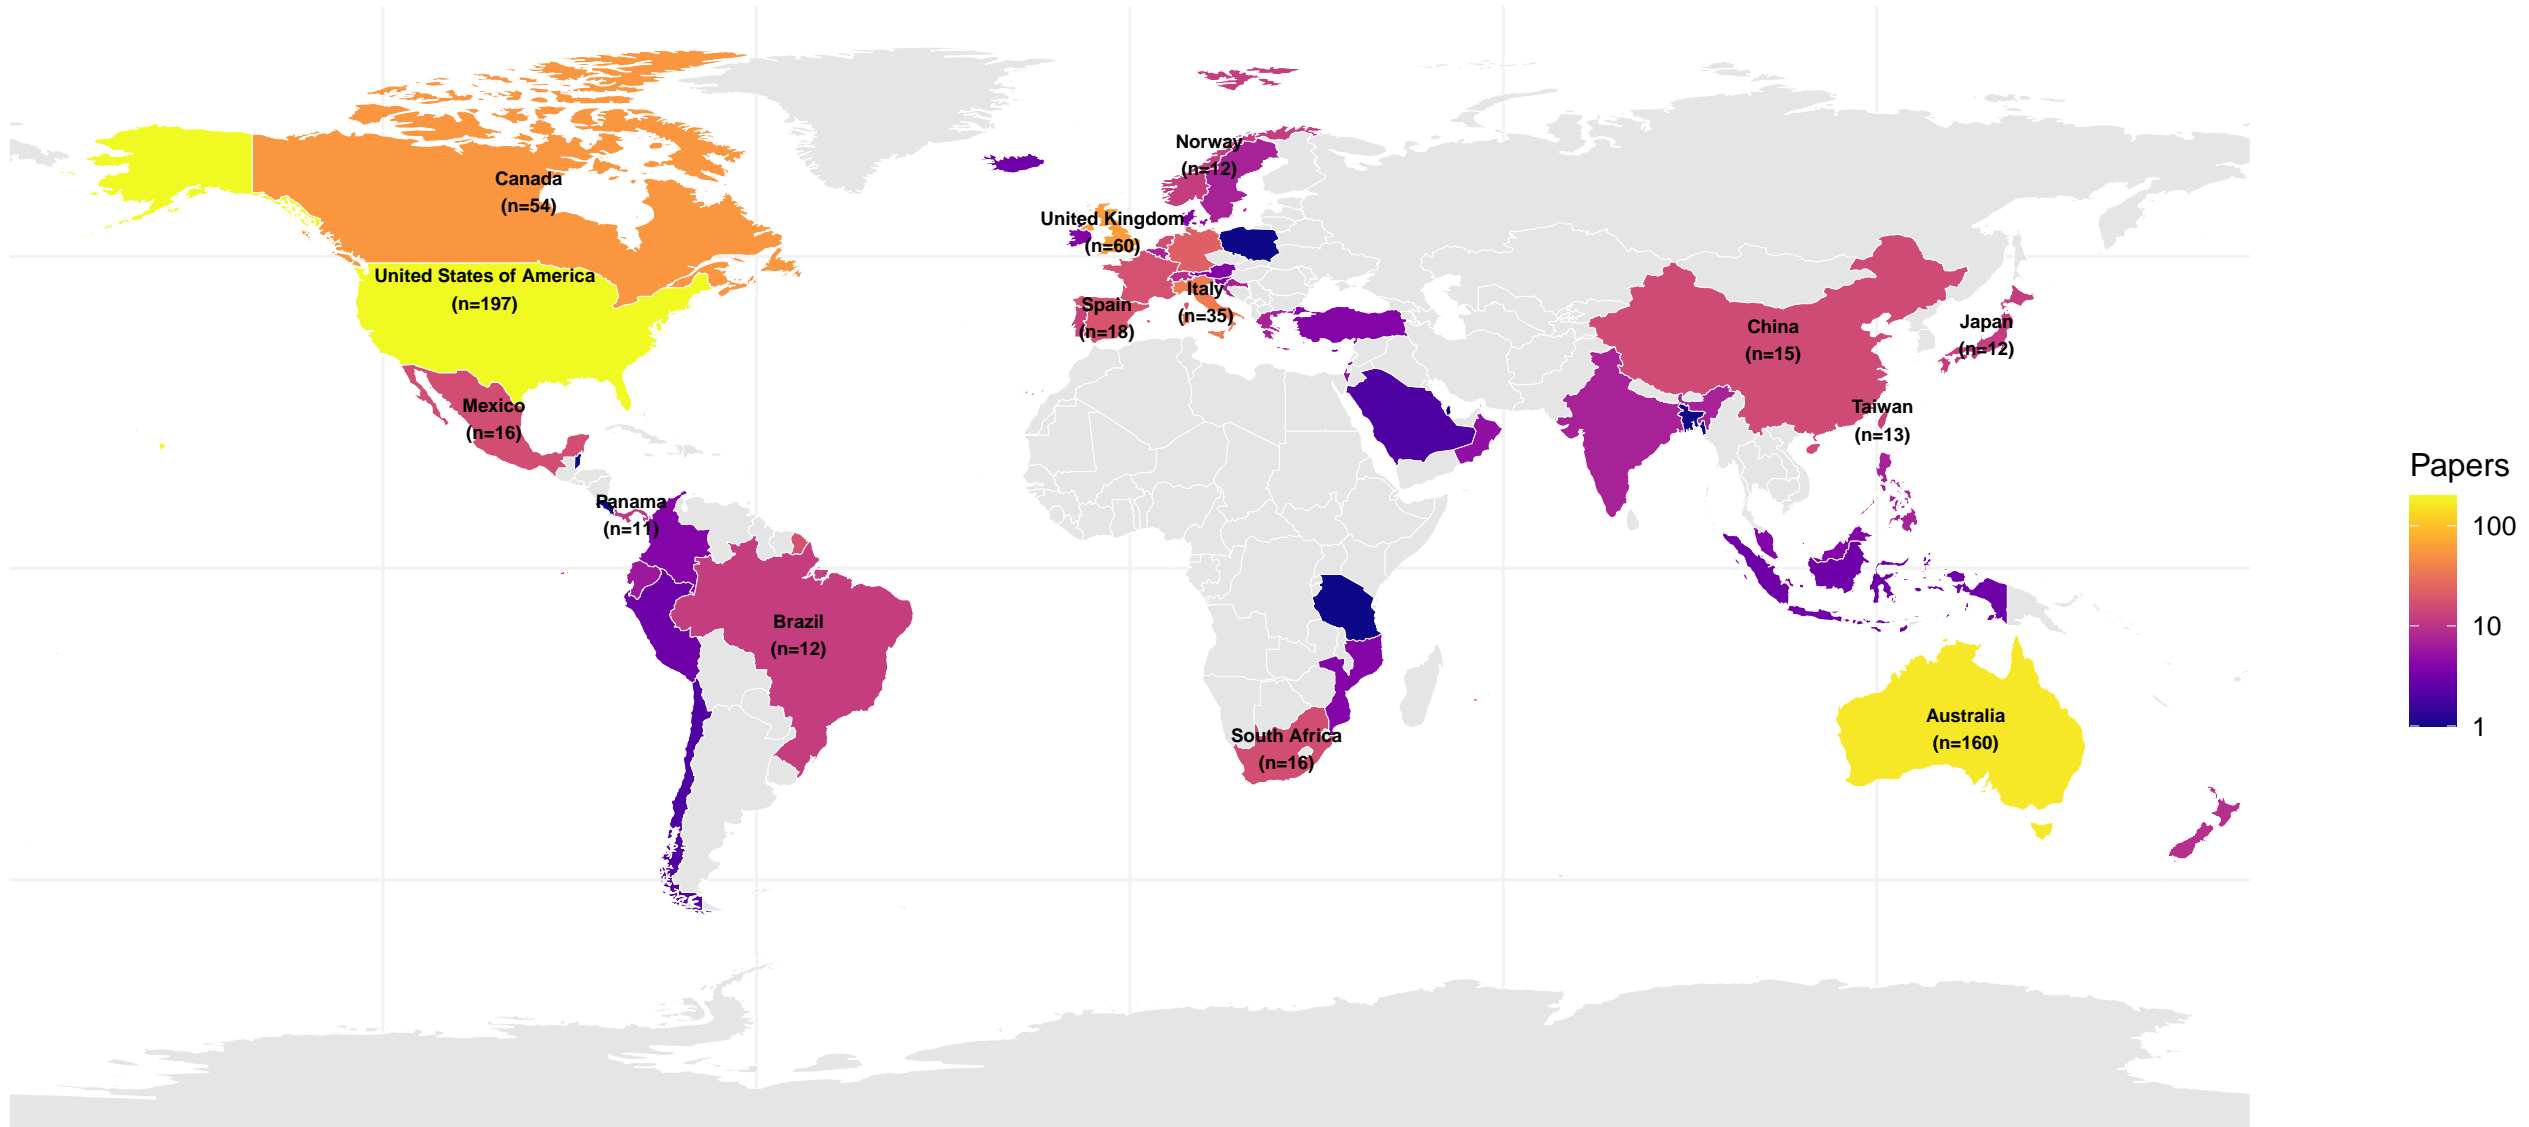 Norway
(n=12)
Canada
(n=54)
United Kingdom
(n=60)
United States of America
(n=197)
Italy
(n=35)
Spain
(n=18)
China
(n=15)
Japan
(n=12)
Mexico
(n=16)
Taiwan
(n=13)
Panama
(n=11)
Brazil
(n=12)
South Africa
(n=16)
Australia
(n=160)
Papers
100
10
1